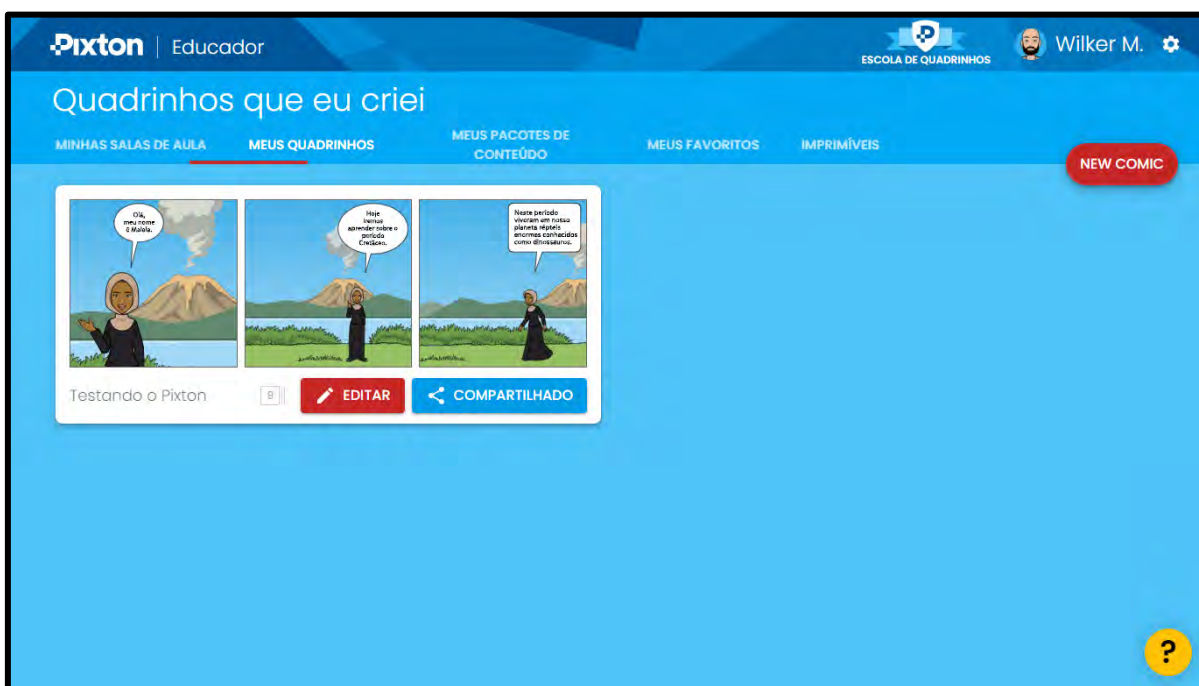 Pixton | Educador
ESCOLA DE QUADRINHOS
Wilker M.
Quadrinhos que eu criei
MINHAS SALAS DE AULA
MEUS QUADRINHOS
MEUS PACOTES DE
CONTEÚDO
MEUS FAVORITOS
IMPRIMÍVEIS
NEW COMIC
Olá,
meu nome
é Malala.
Hoje
iremos
aprender sobre o
período
Cretáceo.
Neste período
viveram em nosso
planeta répteis
enormes conhecidos
como dinossauros.
Testando o Pixton
9
EDITAR
COMPARTILHADO
?